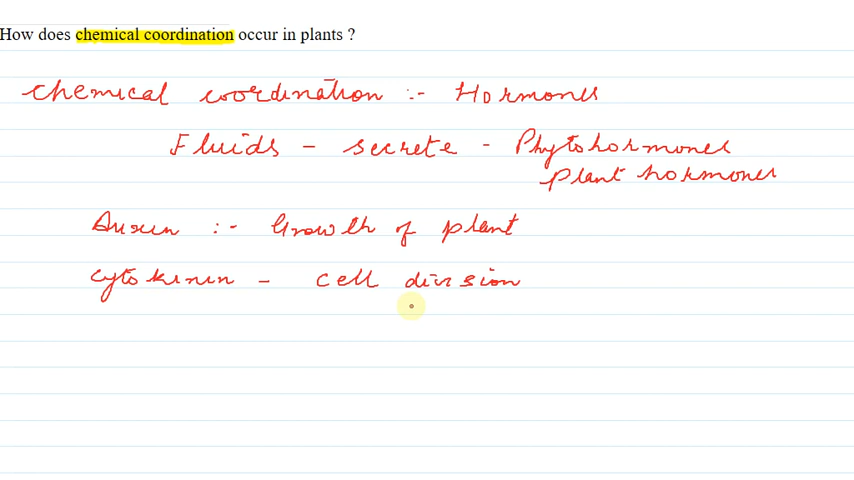 How does chemical coordination occur in plants ?
Chemical coordination :- Hormones
Fluids - secrete - Phytohormones
plant hormones
Auxin :- Growth of plant
Cytokinin - cell division